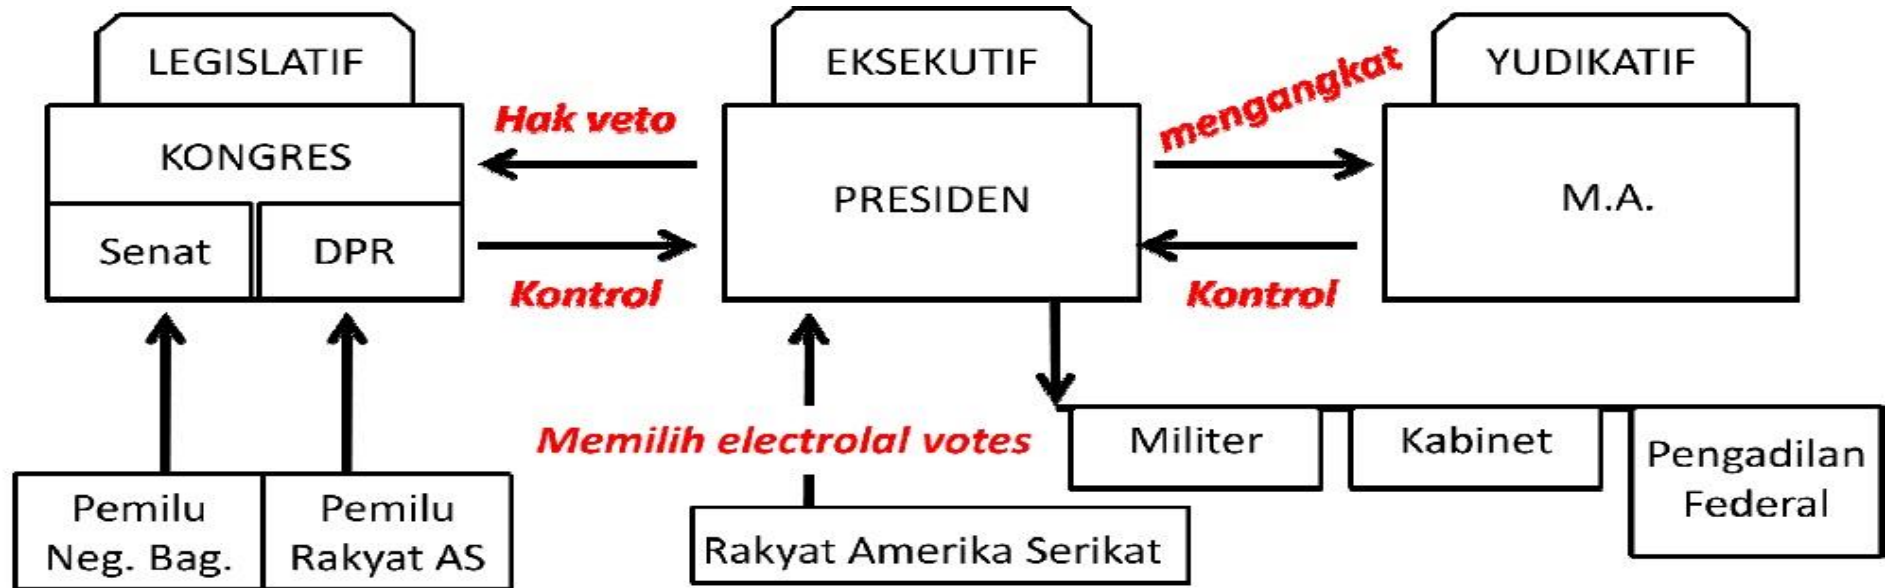 LEGISLATIF
EKSEKUTIF
YUDIKATIF
Hak veto
mengangkat
KONGRES
PRESIDEN
M.A.
Senat
DPR
Kontrol
Kontrol
Memilih electrolal votes
Militer
Kabinet
Pengadilan
Federal
Pemilu
Neg. Bag.
Pemilu
Rakyat AS
Rakyat Amerika Serikat